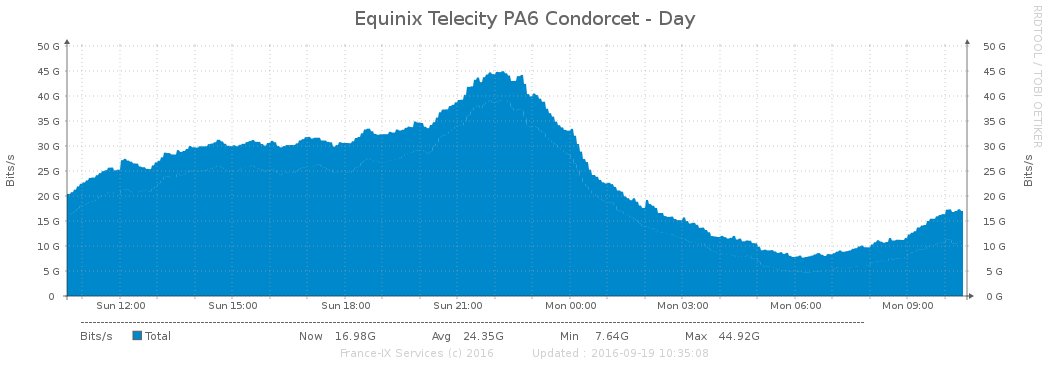 Equinix Telecity PA6 Condorcet - Day
RRDTOOL / TOBI OETIKER
50 G 50 G
45 G 45 G
40 G 40 G
35 G 35 G
30 G 30 G
25 G 25 G
20 G 20 G
15 G 15 G
10 G 10 G
5 G 5 G
0 0 G
Bits/s
Bits/s
Sun 12:00 Sun 15:00 Sun 18:00 Sun 21:00 Mon 00:00 Mon 03:00 Mon 06:00 Mon 09:00
Bits/s Total Now 16.98G Avg 24.35G Min 7.64G Max 44.92G
France-IX Services (c) 2016 Updated : 2016-09-19 10:35:08